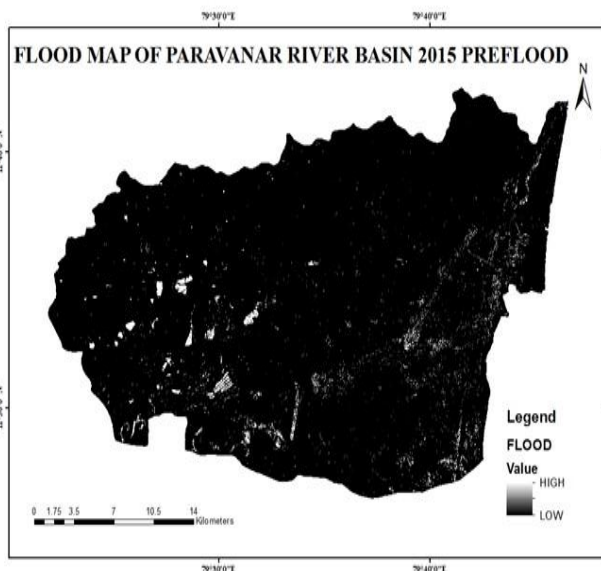 79°30'0"E 79°40'0"E
FLOOD MAP OF PARAVANAR RIVER BASIN 2015 PREFLOOD
N
Legend
FLOOD
Value
HIGH
LOW
0 1.75 3.5 7 10.5 14
Kilometers
79°30'0"E 79°40'0"E